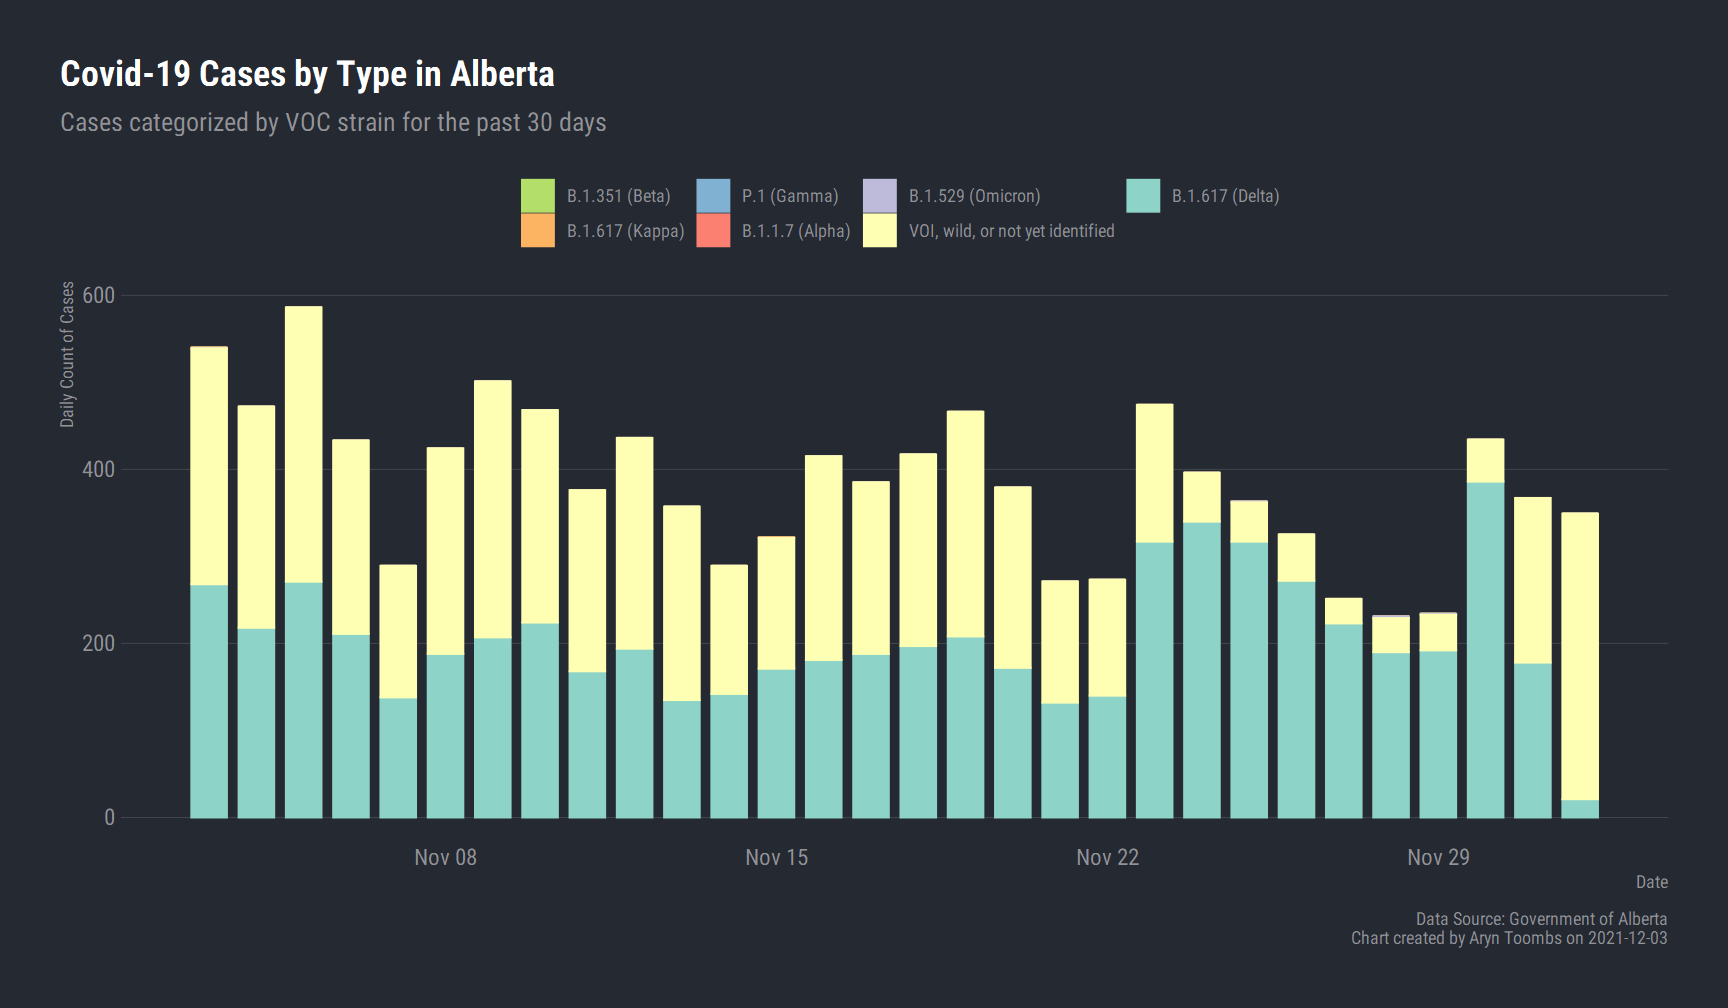 Covid-19 Cases by Type in Alberta
Cases categorized by VOC strain for the past 30 days
B.1.351 (Beta)
P.1 (Gamma)
B.1.529 (Omicron)
B.1.617 (Delta)
B.1.617 (Kappa)
B.1.1.7 (Alpha)
VOI, wild, or not yet identified
Daily Count of Cases
600
400
200
0
Nov 08
Nov 15
Nov 22
Nov 29
Date
Data Source: Government of Alberta
Chart created by Aryn Toombs on 2021-12-03